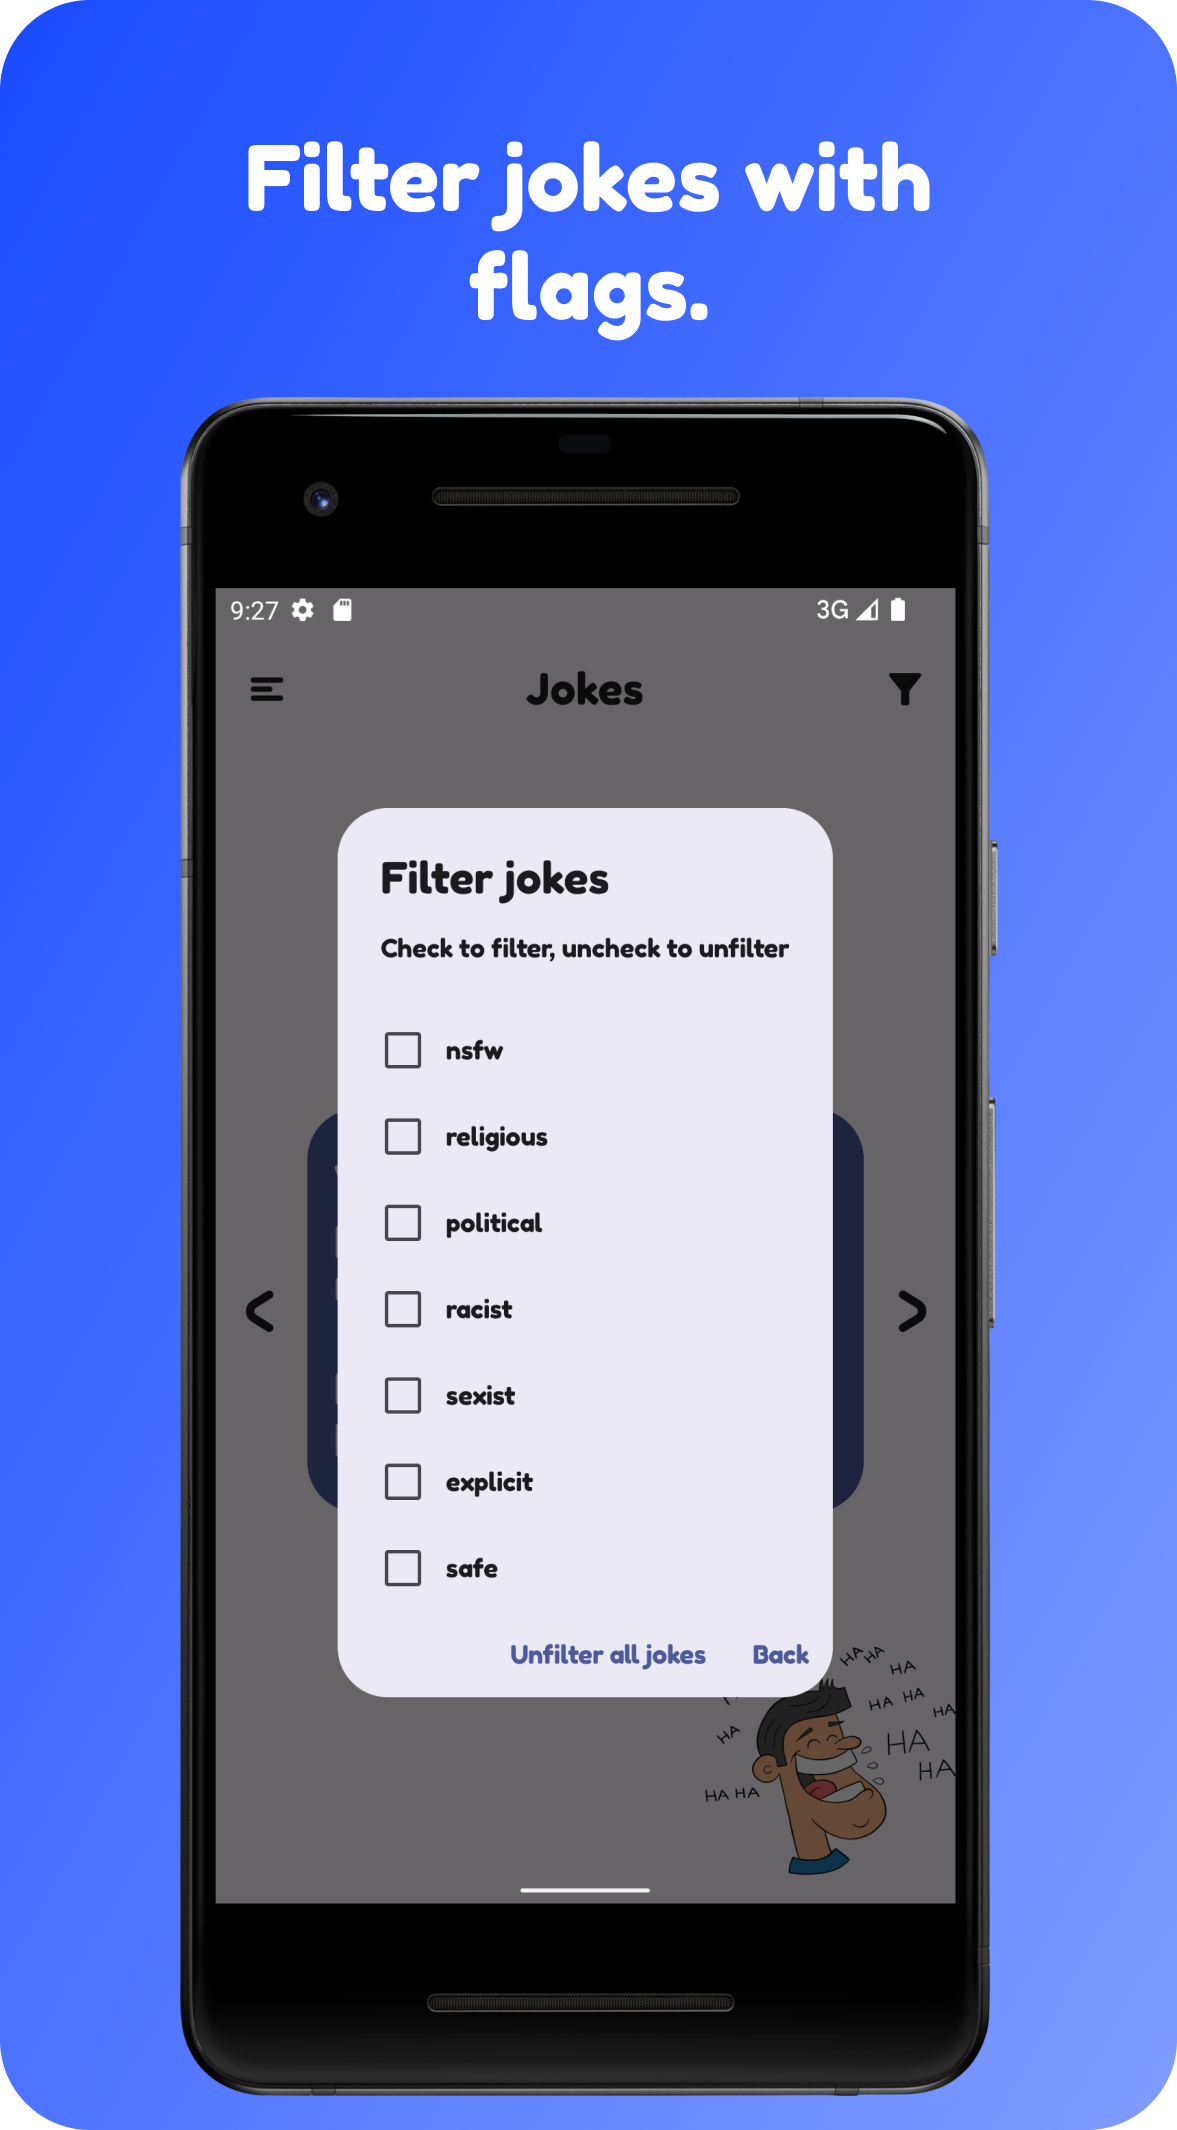 Filter jokes with
flags.
9:27
3G
Jokes
Filter jokes
Check to filter, uncheck to unfilter
nsfw
religious
political
racist
sexist
explicit
safe
<
>
Unfilter all jokes Back
HA HA
HA
HA HA
HA
HA
HA
HA
HA HA